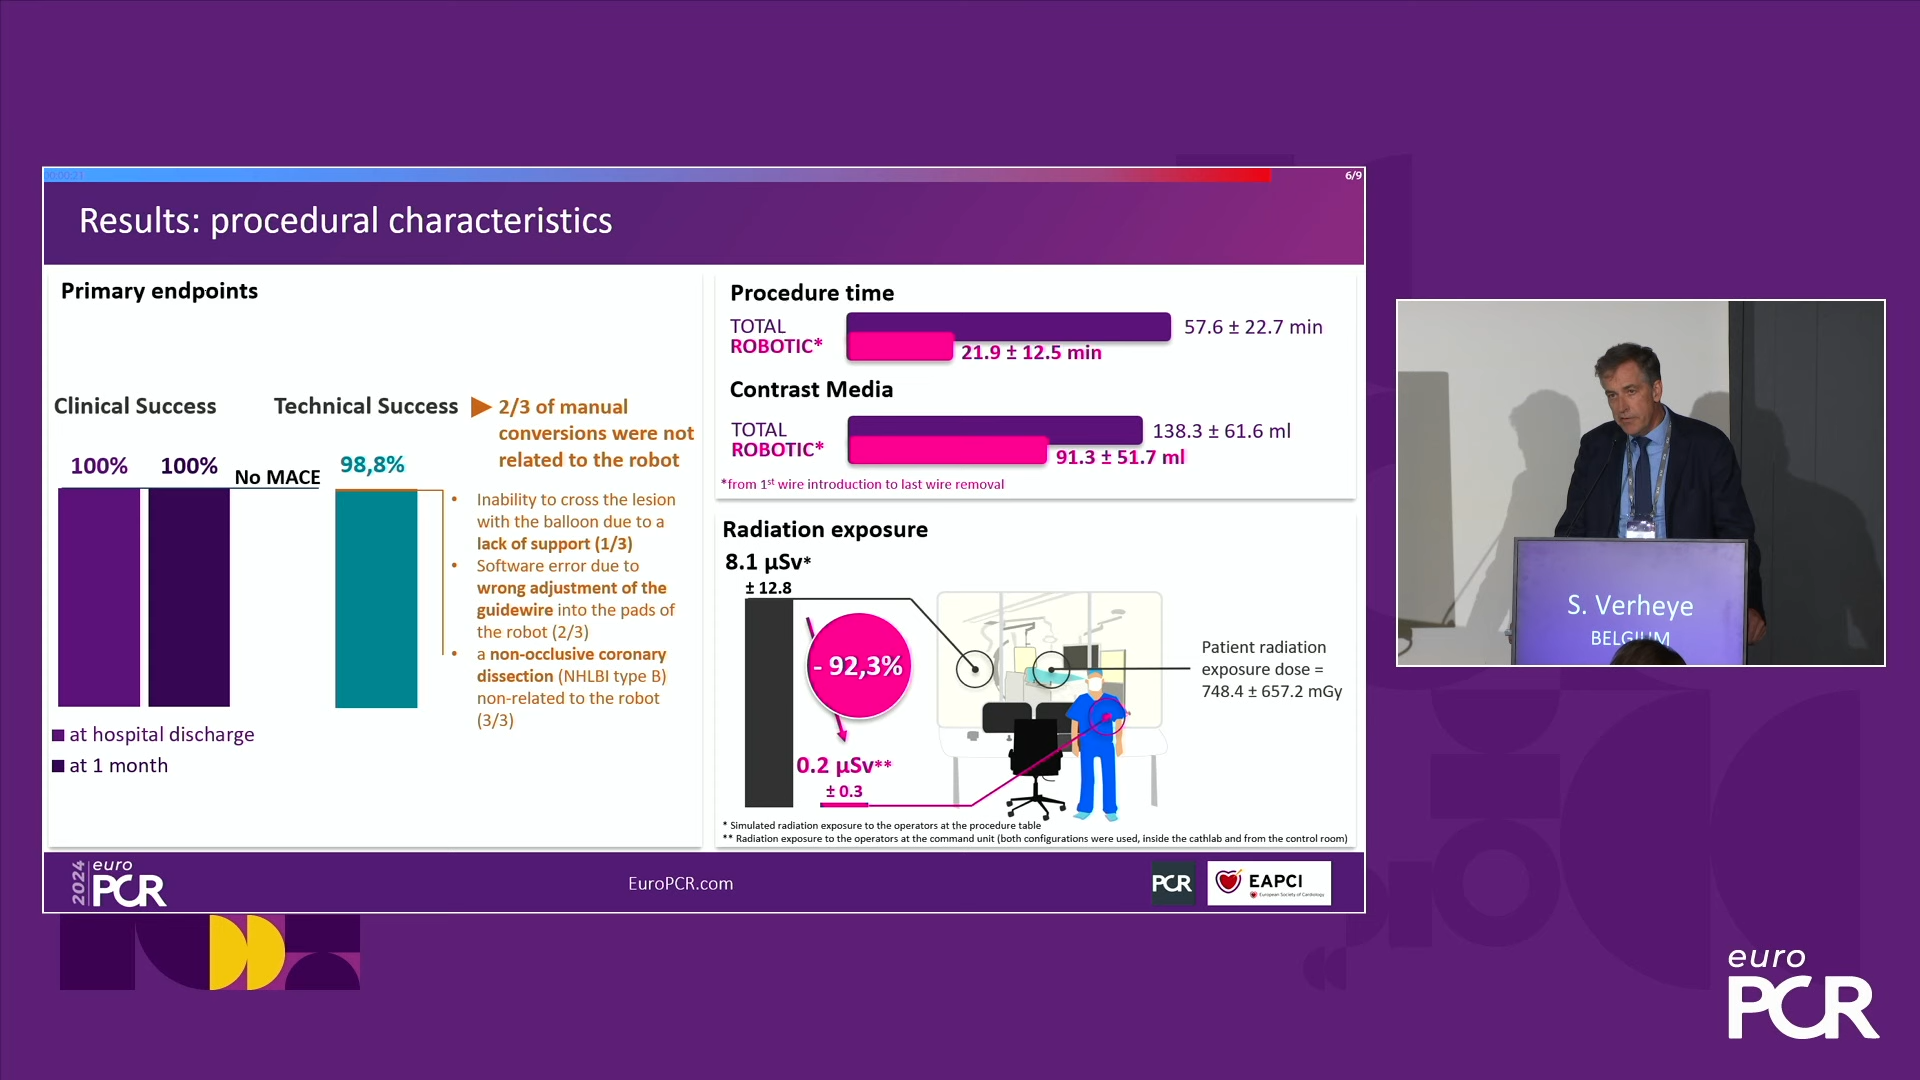 00:00:21
6/9
Results: procedural characteristics
Primary endpoints
Clinical Success
Technical Success
100%
100%
No MACE
98,8%
▶ 2/3 of manual
conversions were not
related to the robot
• Inability to cross the lesion
with the balloon due to a
lack of support (1/3)
• Software error due to
wrong adjustment of the
guidewire into the pads of
the robot (2/3)
• a non-occlusive coronary
dissection (NHLBI type B)
non-related to the robot
(3/3)
at hospital discharge
at 1 month
Procedure time
TOTAL
ROBOTIC*
57.6 ± 22.7 min
21.9 ± 12.5 min
Contrast Media
TOTAL
ROBOTIC*
138.3 ± 61.6 ml
91.3 ± 51.7 ml
*from 1st wire introduction to last wire removal
Radiation exposure
8.1 µSv*
± 12.8
- 92,3%
0.2 µSv**
± 0.3
Patient radiation
exposure dose =
748.4 ± 657.2 mGy
* Simulated radiation exposure to the operators at the procedure table
** Radiation exposure to the operators at the command unit (both configurations were used, inside the cathlab and from the control room)
2024
euro
PCR
EuroPCR.com
PCR
EAPCI
European Society of Cardiology
S. Verheye
BELGIUM
euro
PCR